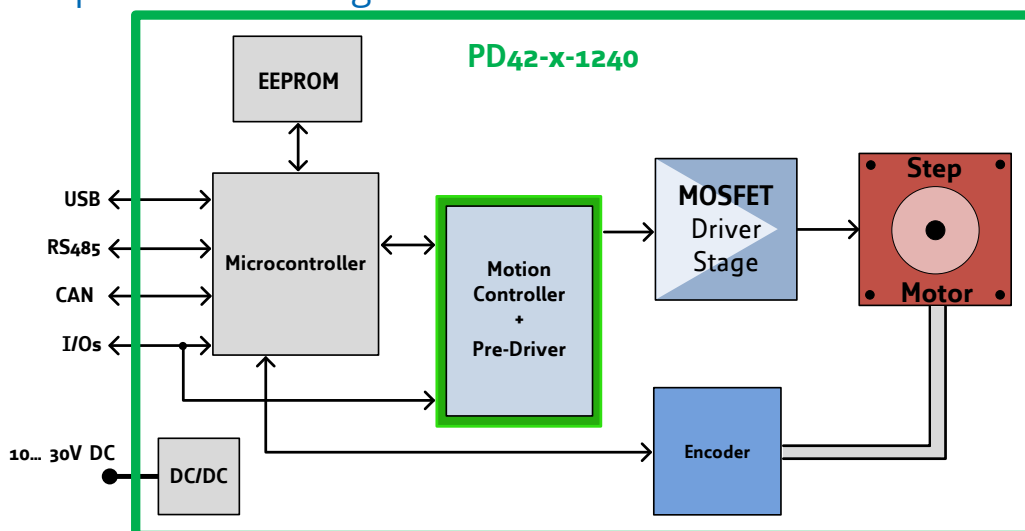 PD42-x-1240
EEPROM
USB
RS485
CAN
I/Os
Microcontroller
Motion
Controller
+
Pre-Driver
MOSFET
Driver
Stage
Step
Motor
Encoder
10... 30V DC
DC/DC